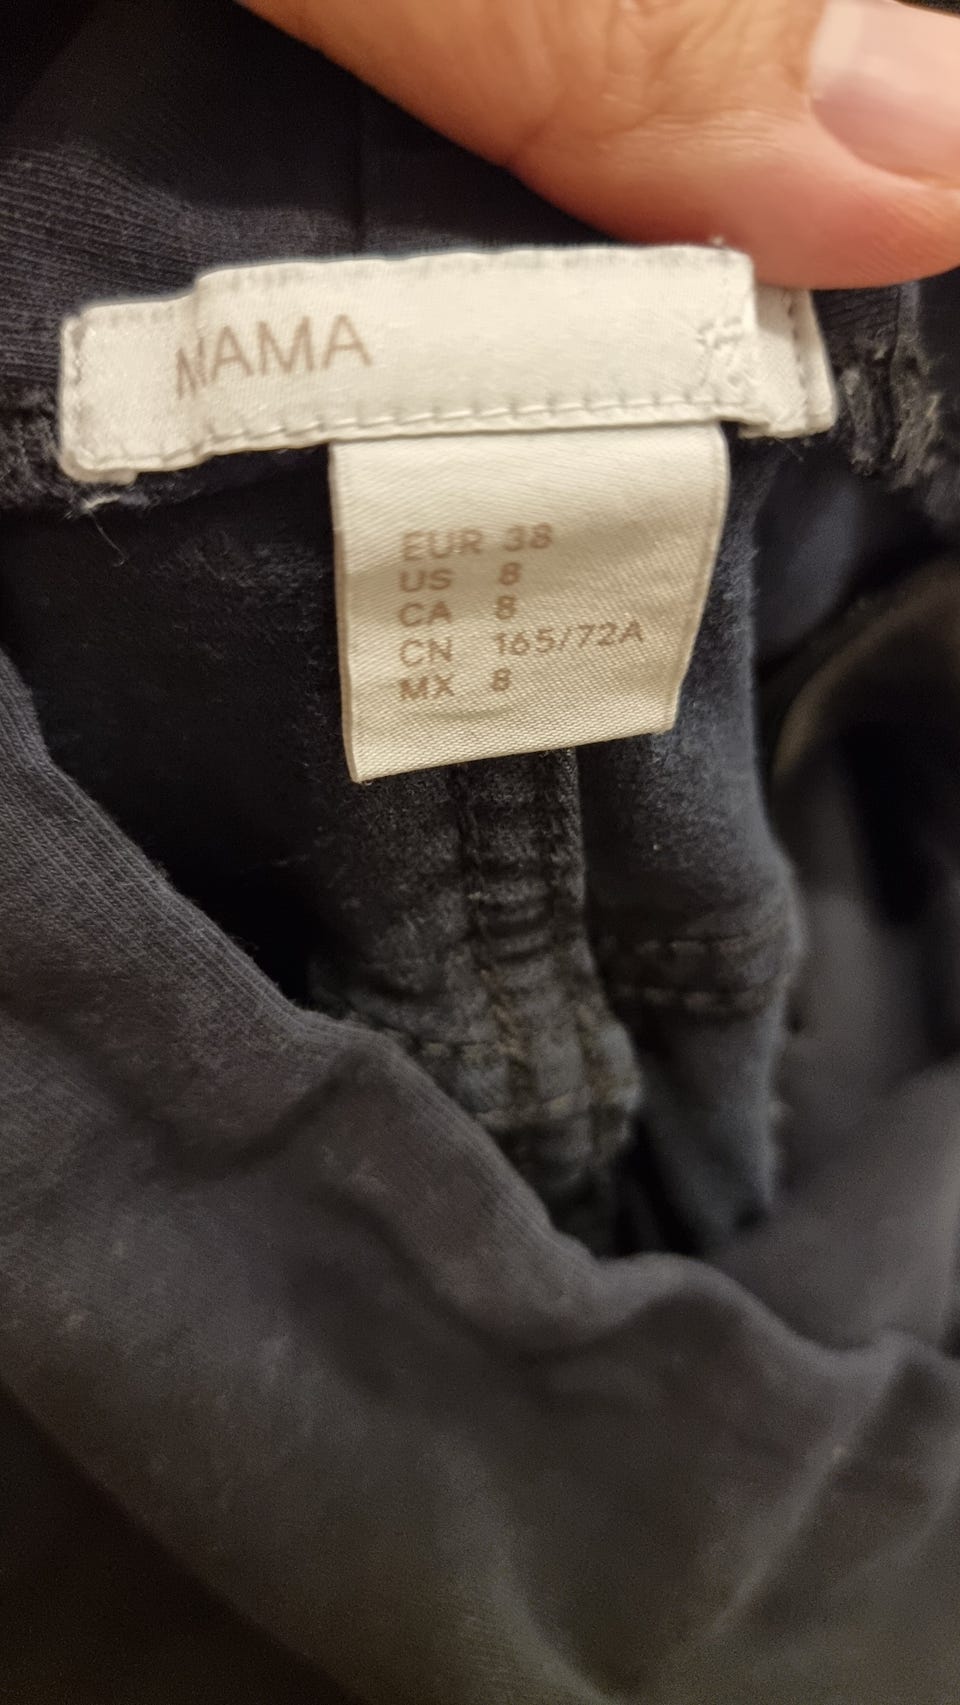 MAMA
EUR 38
US 8
CA 8
CN 165/72A
MX 8